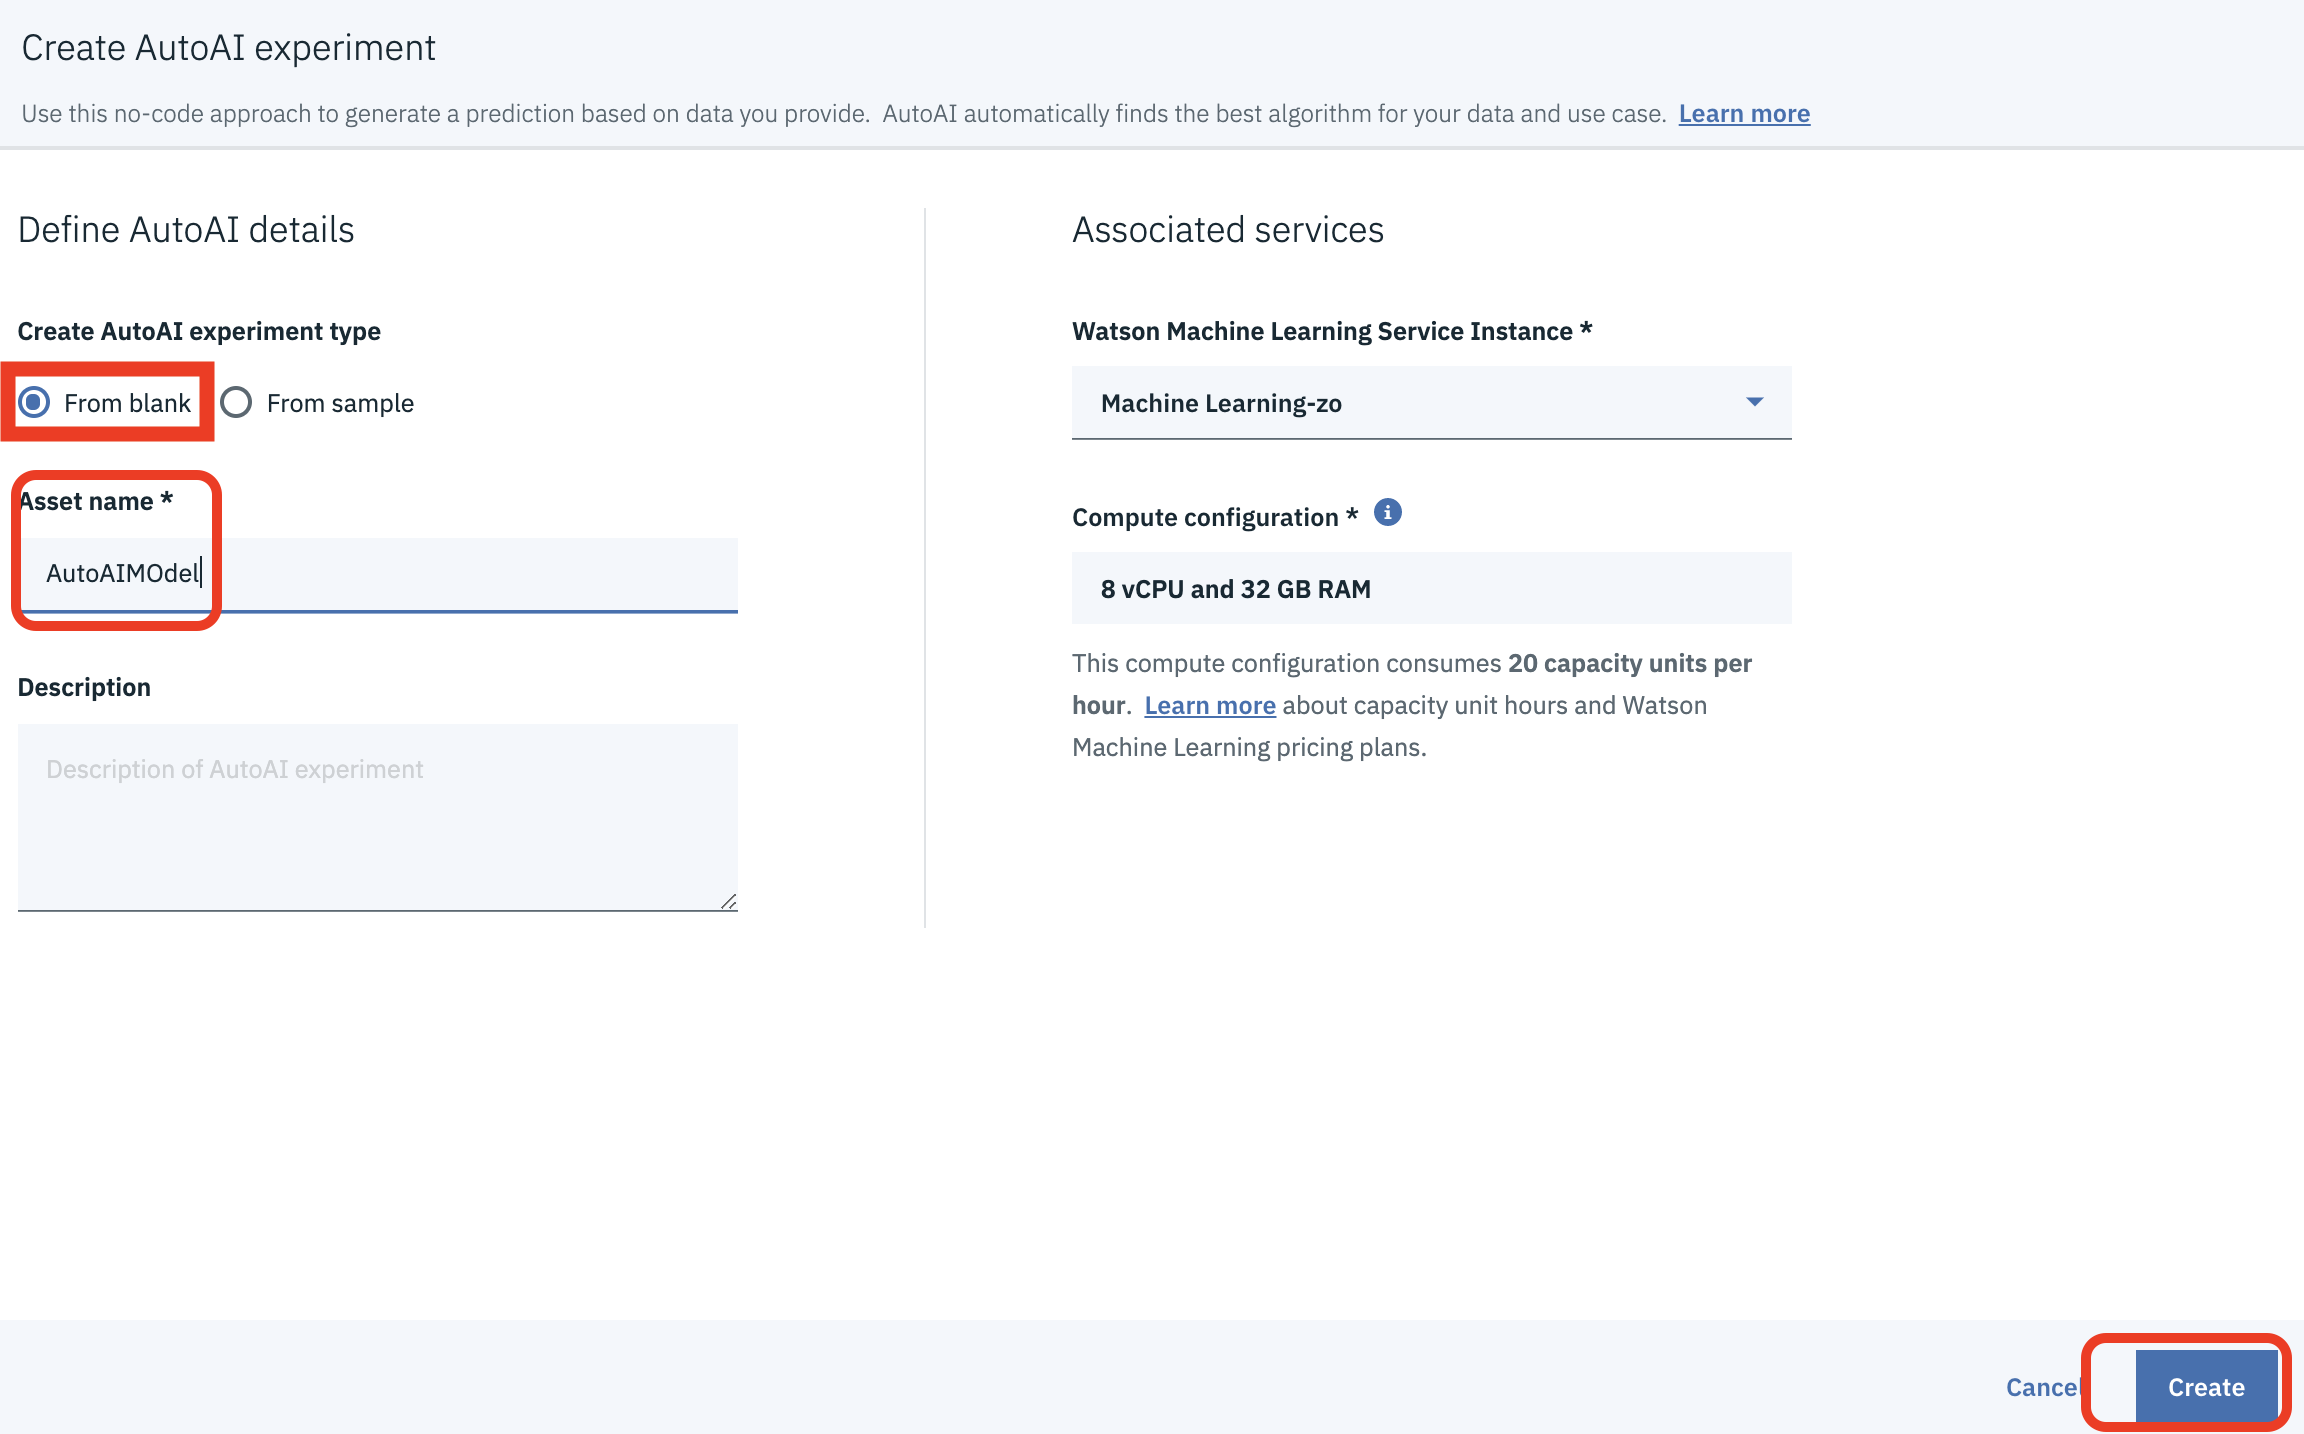 Create AutoAI experiment
Use this no-code approach to generate a prediction based on data you provide. AutoAI automatically finds the best algorithm for your data and use case. Learn more
Define AutoAI details
Create AutoAI experiment type
From blank
From sample
Asset name *
AutoAIMOdel
Description
Description of AutoAI experiment
Associated services
Watson Machine Learning Service Instance *
Machine Learning-zo
Compute configuration *
8 vCPU and 32 GB RAM
This compute configuration consumes 20 capacity units per
hour. Learn more about capacity unit hours and Watson
Machine Learning pricing plans.
Cancel
Create